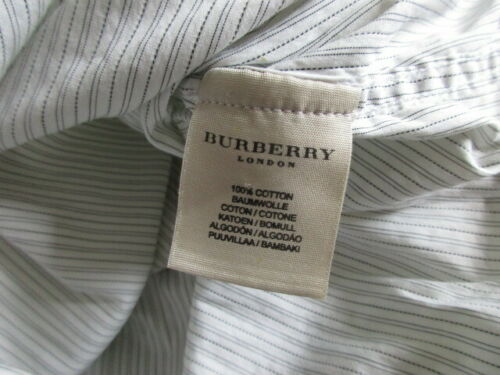 BURBERRY
LONDON
100% COTTON
BAUMWOLLE
COTON / COTONE
KATOEN / BOMULL
ALGODÓN / ALGODÃO
PUUVILLAA / BAMBAKI